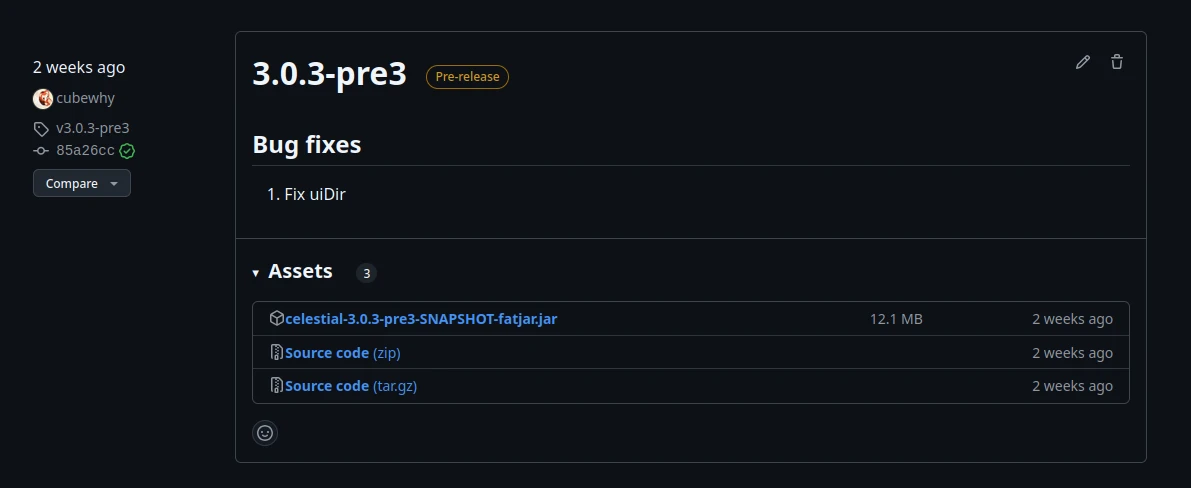 2 weeks ago
cubewhy
v3.0.3-pre3
85a26cc
Compare
3.0.3-pre3 Pre-release
Bug fixes
1. Fix uiDir
Assets 3
celestial-3.0.3-pre3-SNAPSHOT-fatjar.jar 12.1 MB 2 weeks ago
Source code (zip) 2 weeks ago
Source code (tar.gz) 2 weeks ago